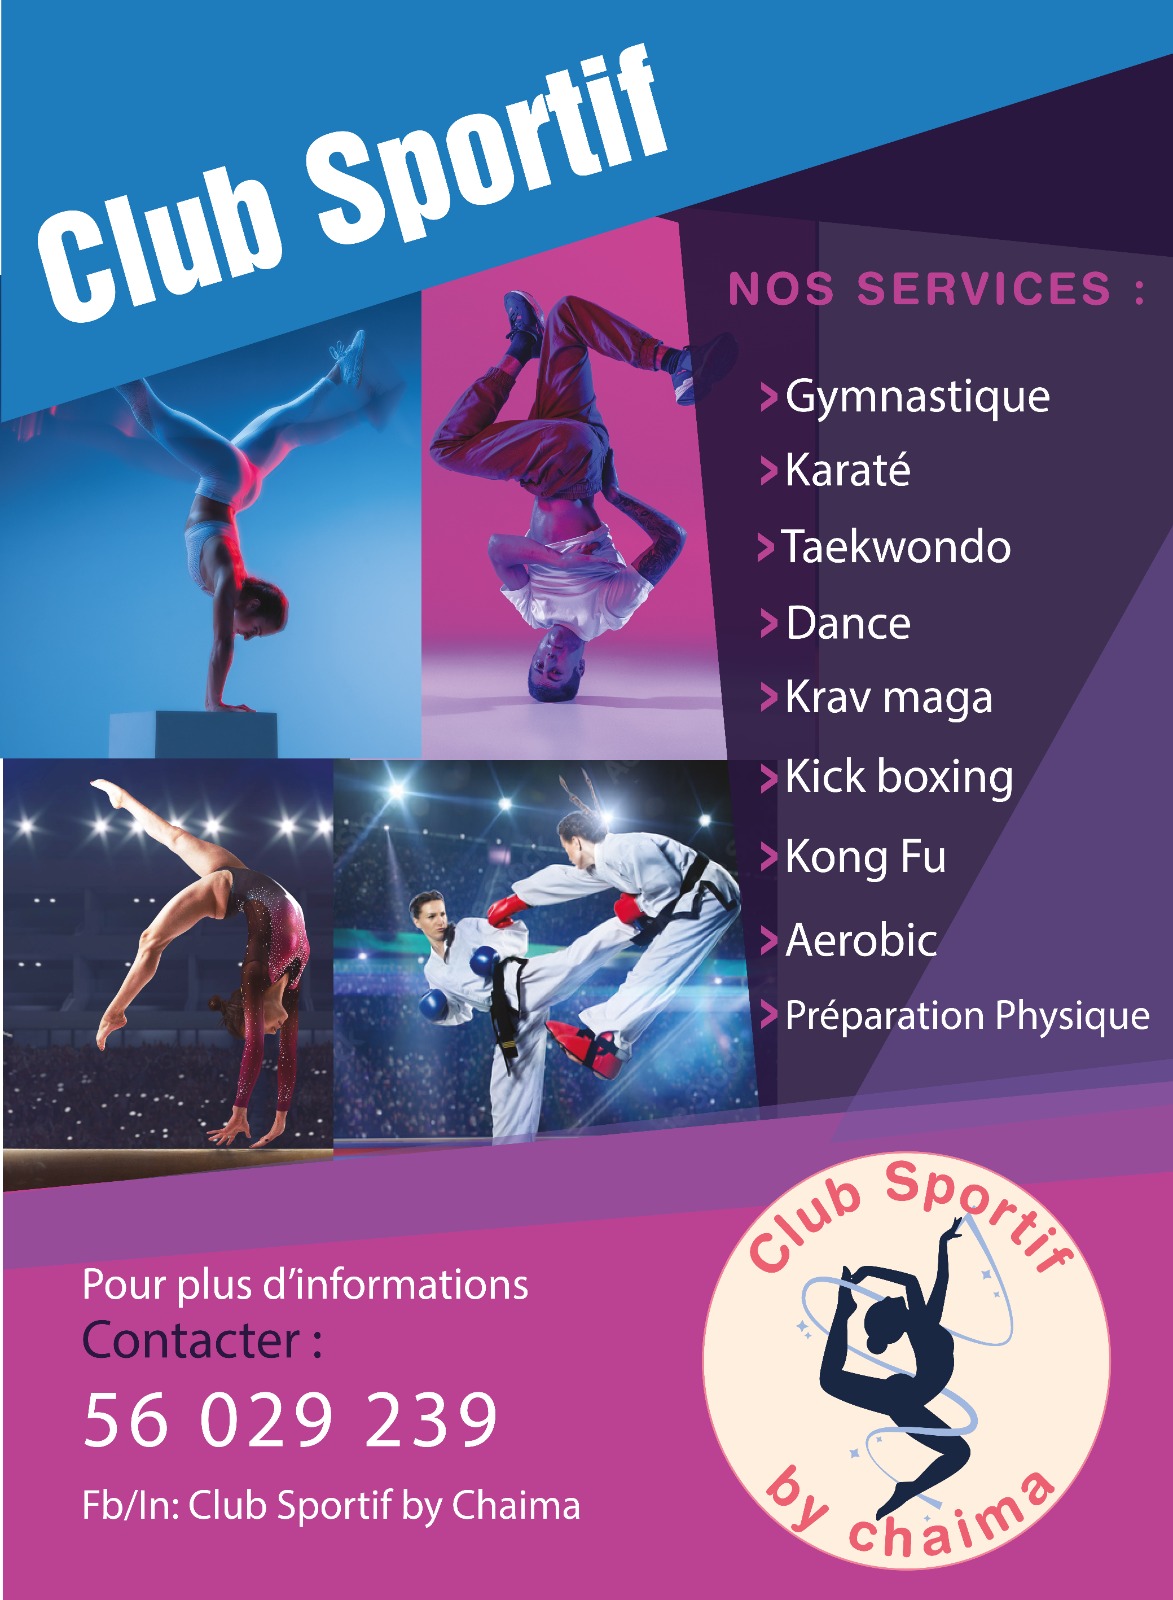 Club Sportif
NOS SERVICES :
>Gymnastique
>Karaté
>Taekwondo
>Dance
>Krav maga
>Kick boxing
>Kong Fu
>Aerobic
>Préparation Physique
Pour plus d'informations
Contacter :
56 029 239
Fb/In: Club Sportif by Chaima
Club Sportif
by chaima